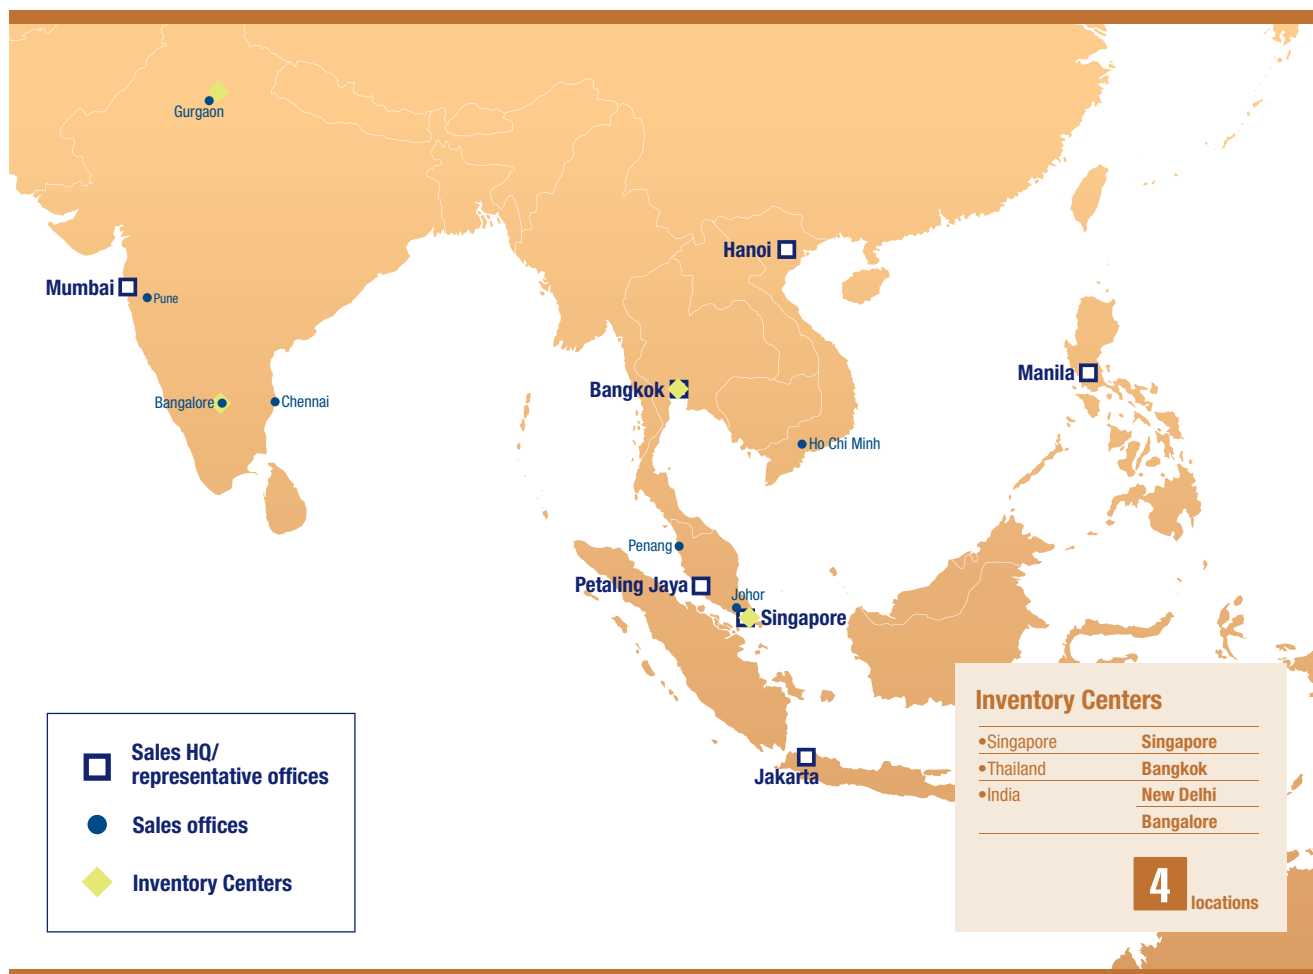 Gurgaon
Hanoi
Mumbai
Pune
Manila
Bangkok
Bangalore
Chennai
Ho Chi Minh
Penang
Petaling Jaya
Johor
Singapore
Jakarta
Sales HQ/
representative offices
Sales offices
Inventory Centers
Inventory Centers
•Singapore Singapore
•Thailand Bangkok
•India New Delhi
Bangalore
4 locations